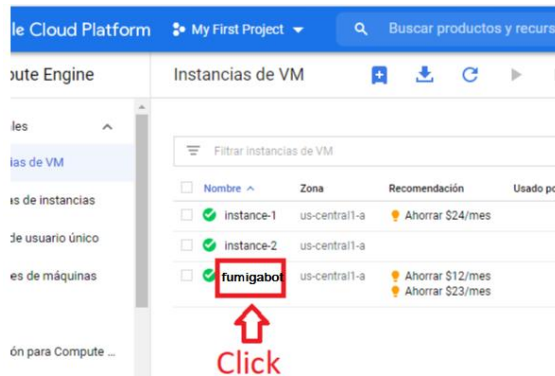 le Cloud Platform My First Project Buscar productos y recurs
oute Engine Instancias de VM
les
ias de VM
Filtrar instancias de VM
as de instancias
de usuario único
es de máquinas
ón para Compute ...
Nombre Zona Recomendación Usado po
instance-1 us-central1-a Ahorrar $24/mes
instance-2 us-central1-a
fumigabot us-central1-a Ahorrar $12/mes
Ahorrar $23/mes
Click